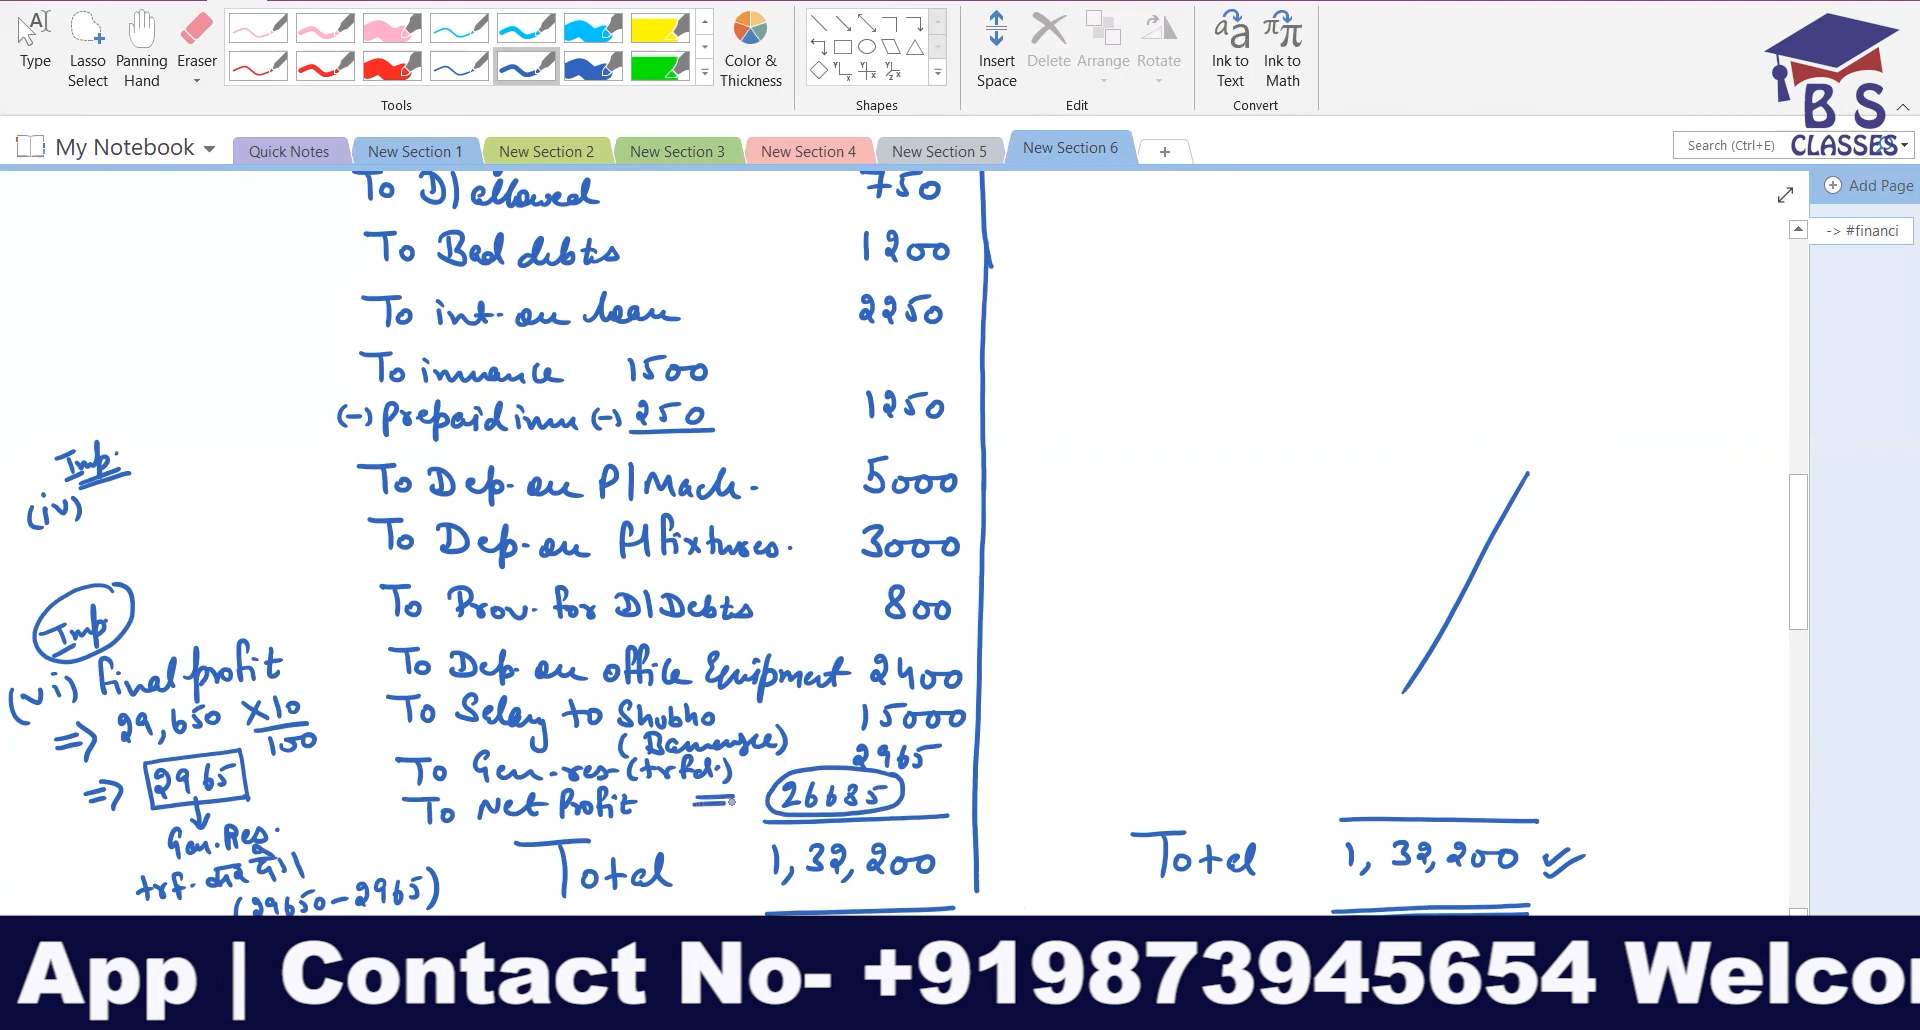 Type
Lasso Select
Panning Hand
Eraser
Color & Thickness
Insert Space
Delete
Arrange
Rotate
Ink to Text
Ink to Math
Tools
Shapes
Edit
Convert
BS
CLASSES
My Notebook
Quick Notes
New Section 1
New Section 2
New Section 3
New Section 4
New Section 5
New Section 6
Search (Ctrl+E)
Add Page
-> #financi
To D/allowed 750
To Bad debts 1200
To int. on loan 2250
To insurance 1500
(-) Prepaid insu (-) 250 1250
Imp.
(iv)
To Dep. on P/Mach. 5000
To Dep. on f/fixtures. 3000
To Prov. for D/Debts 800
To Dep. on office Equipment 2400
To Salary to Shubho 15000
(Bannerjee)
To Gen. res (trfd.) 2965
To Net Profit 26685
Total 1,32,200
Total 1,32,200
Imp
(vi) final profit
=> 29,650 × 10
100
=> 2965
Gen. Res.
trf.
(29650-2965)
App | Contact No- +919873945654 Welco